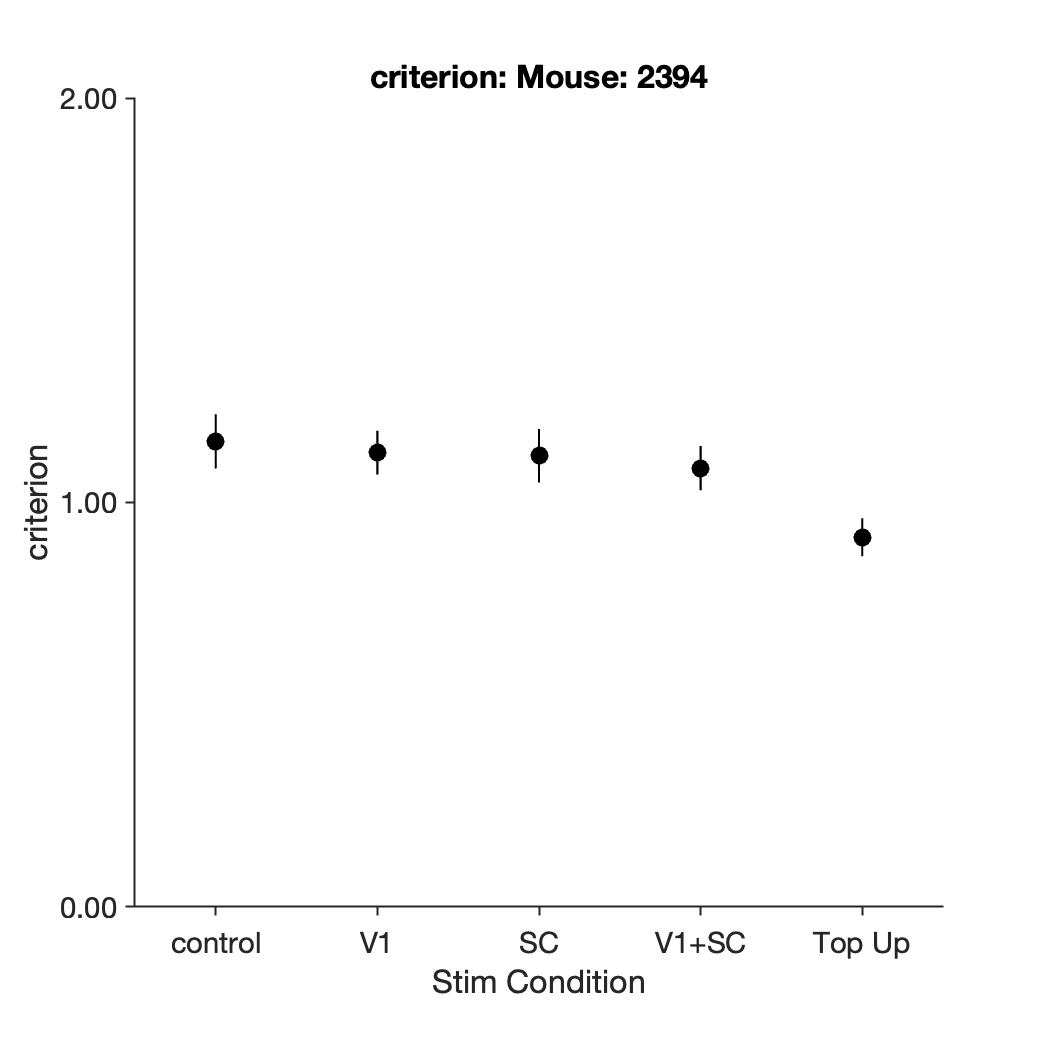 criterion: Mouse: 2394
2.00
1.00
0.00
criterion
control V1 SC V1+SC Top Up
Stim Condition